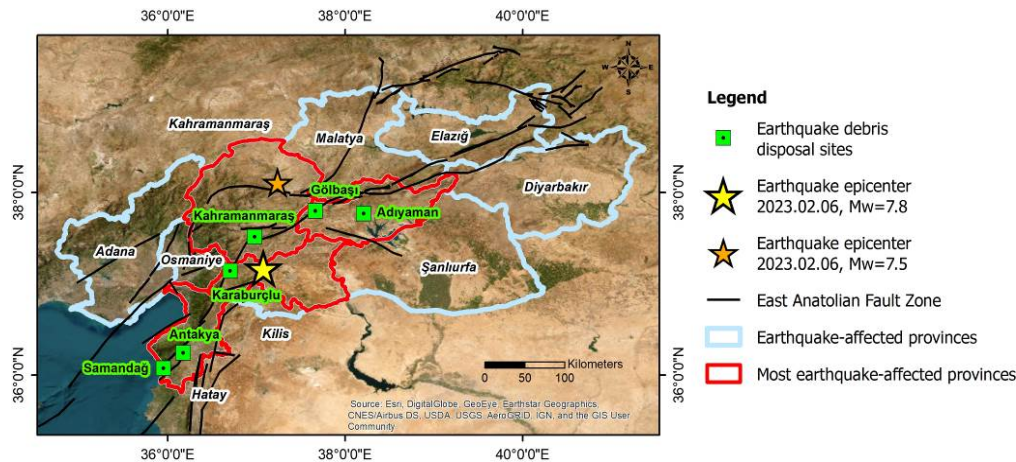 36°0'0"E
38°0'0"E
40°0'0"E
N
W
E
S
Kahramanmaraş
Malatya
Elazığ
38°0'0"N
38°0'0"N
Gölbaşı
Diyarbakır
Kahramanmaraş
Adıyaman
Adana
Osmaniye
Şanlıurfa
Karaburçlu
Antakya
Kilis
Samandağ
Hatay
36°0'0"N
36°0'0"N
Kilometers
0 50 100
Source: Esri, DigitalGlobe, GeoEye, Earthstar Geographics,
CNES/Airbus DS, USDA, USGS, AeroGRID, IGN, and the GIS User
Community
36°0'0"E
38°0'0"E
40°0'0"E
Legend
Earthquake debris
disposal sites
Earthquake epicenter
2023.02.06, Mw=7.8
Earthquake epicenter
2023.02.06, Mw=7.5
East Anatolian Fault Zone
Earthquake-affected provinces
Most earthquake-affected provinces